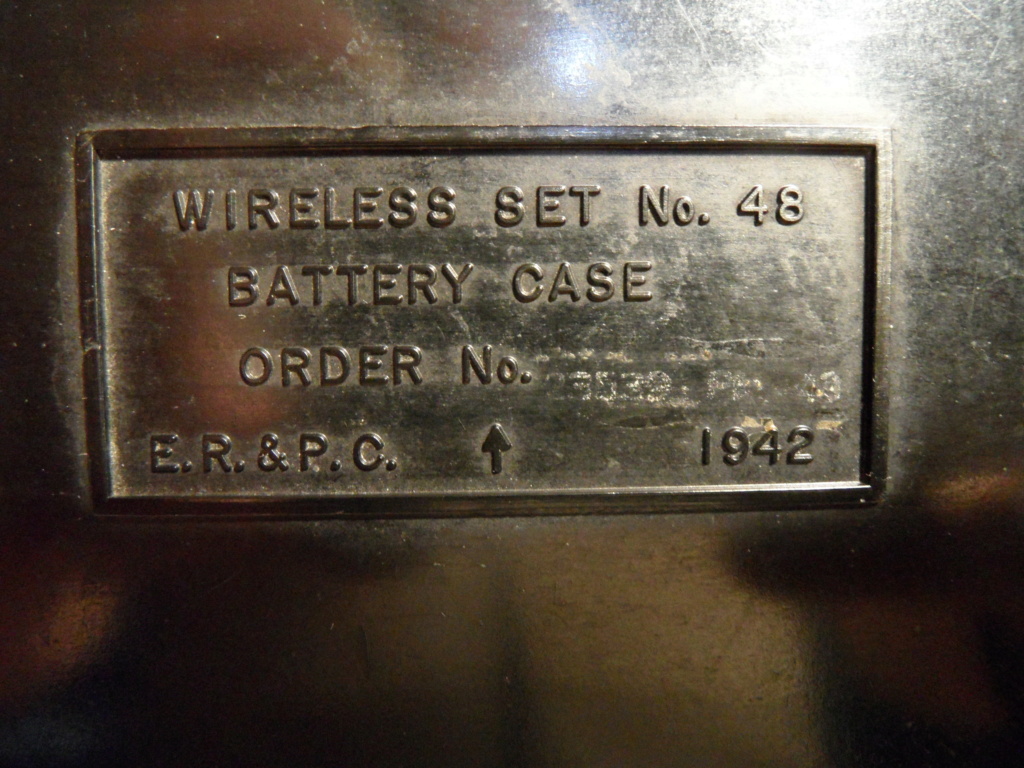 WIRELESS SET No. 48
BATTERY CASE
ORDER No.
E.R.&P.C. ↑ 1942